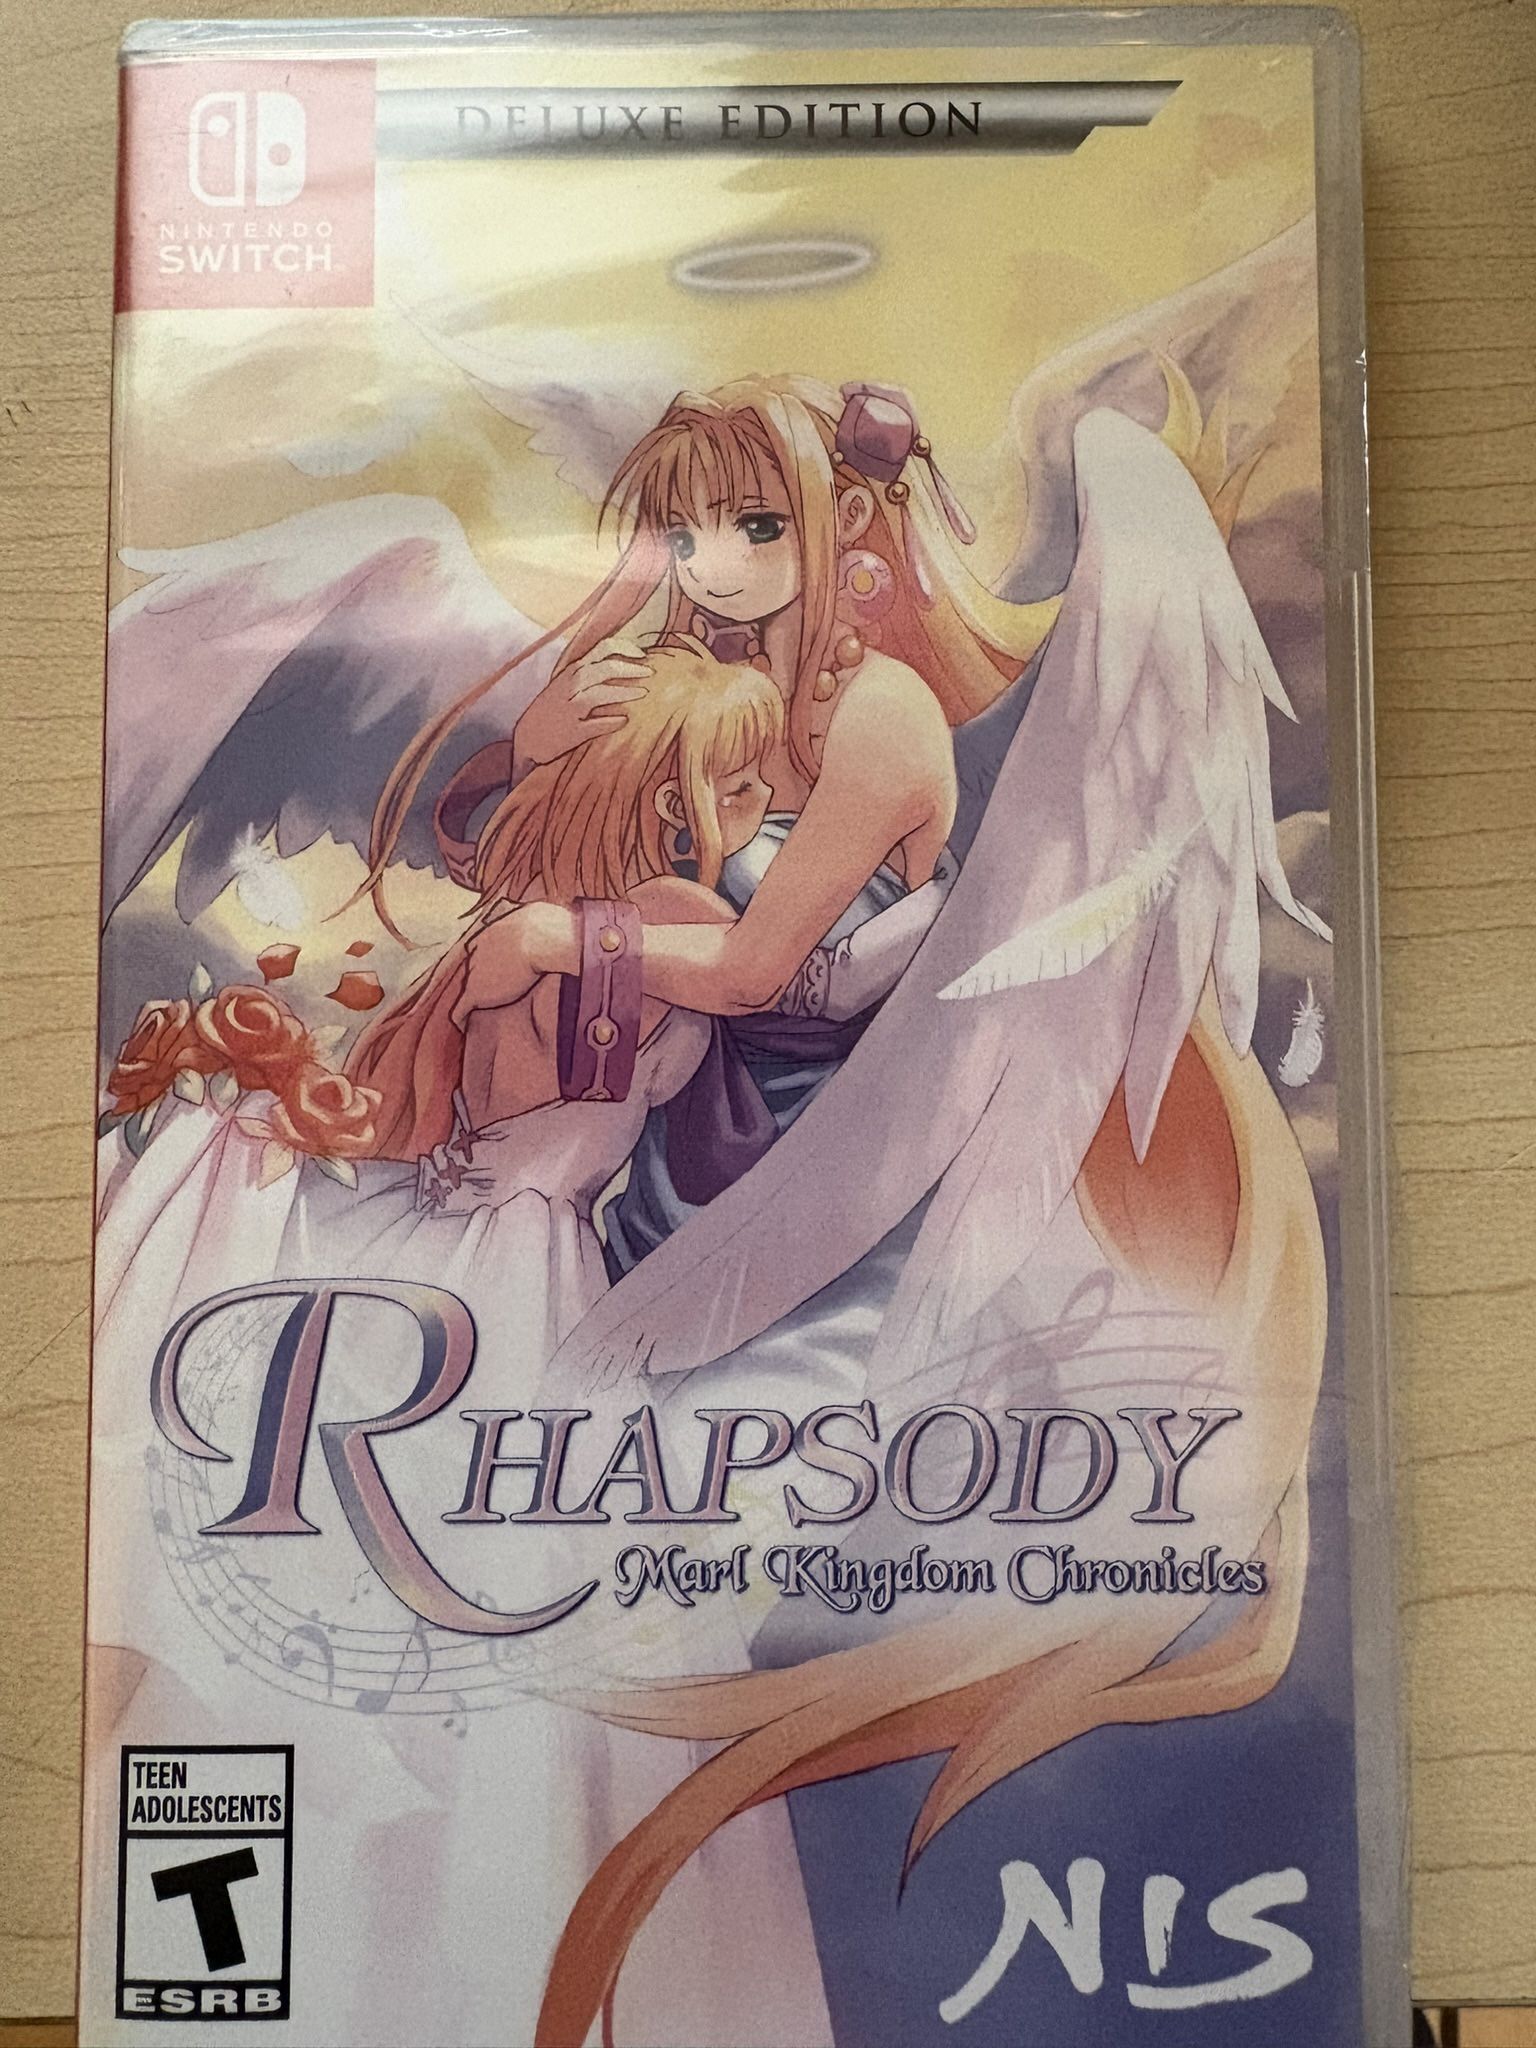 DELUXE EDITION
NINTENDO
SWITCH
RHAPSODY
Marl Kingdom Chronicles
TEEN
ADOLESCENTS
T
ESRB
NIS